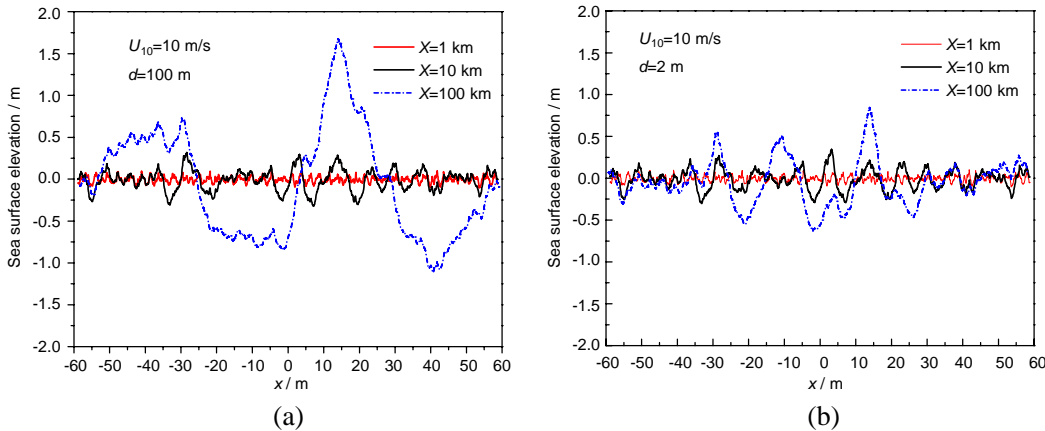 2.0
1.5
1.0
0.5
0.0
-0.5
-1.0
-1.5
-2.0
Sea surface elevation / m
U10=10 m/s
d=100 m
X=1 km
X=10 km
X=100 km
-60 -50 -40 -30 -20 -10 0 10 20 30 40 50 60
x / m
(a)
2.0
1.5
1.0
0.5
0.0
-0.5
-1.0
-1.5
-2.0
Sea surface elevation / m
U10=10 m/s
d=2 m
X=1 km
X=10 km
X=100 km
-60 -50 -40 -30 -20 -10 0 10 20 30 40 50 60
x / m
(b)